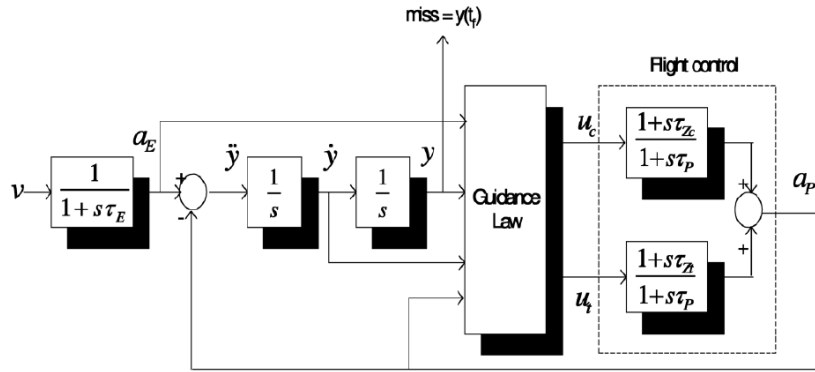 miss = y(t_f)
Flight control
a_E
ÿ
ẏ
y
u_c
1+sτ_Zc
1+sτ_P
v
1
1+sτ_E
+
-
1
s
1
s
Guidance
Law
+
+
a_P
u_t
1+sτ_Zt
1+sτ_P